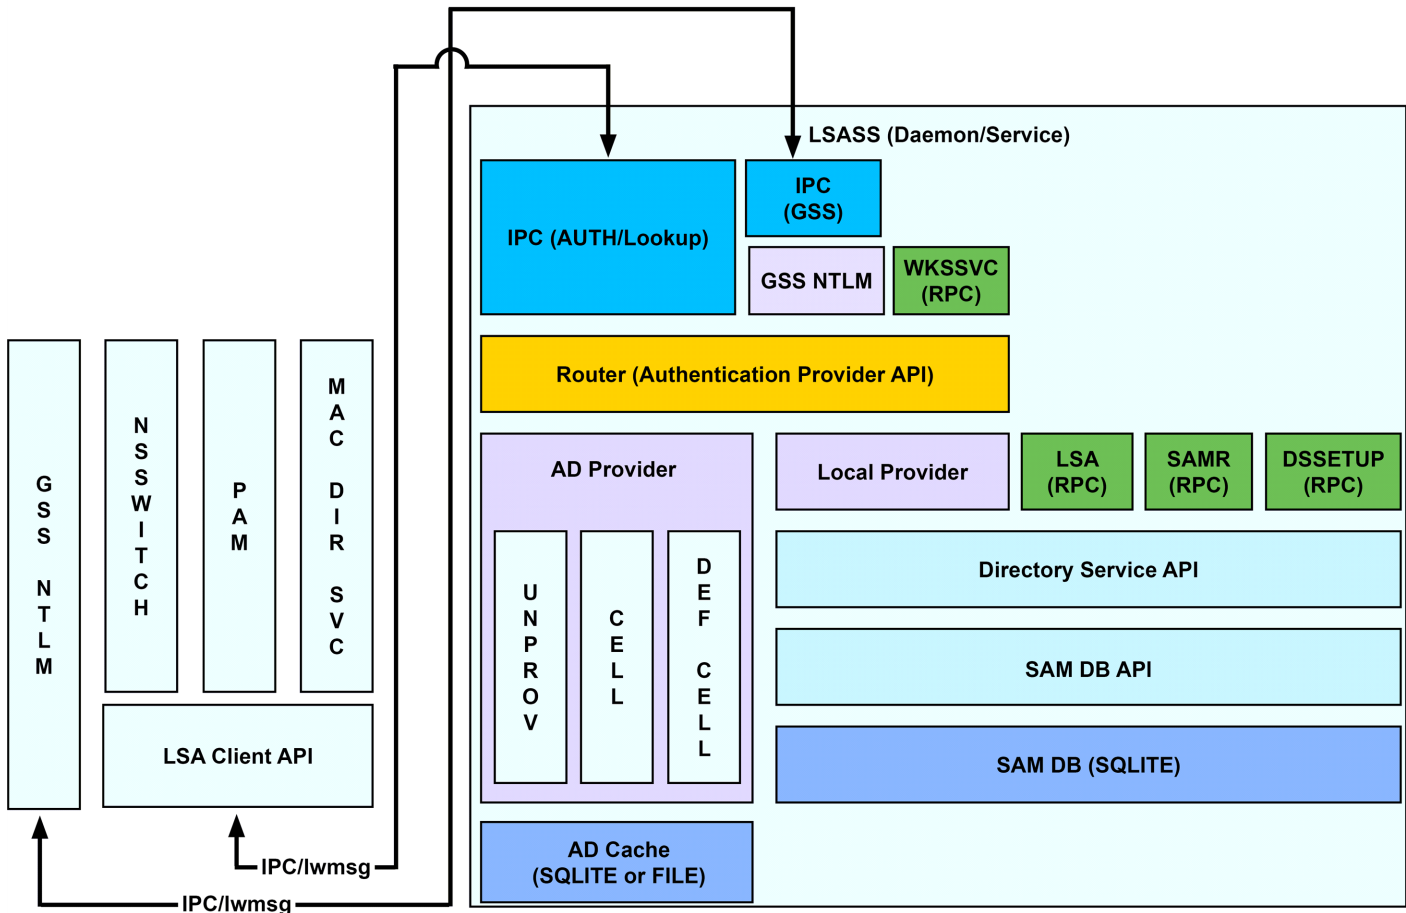 LSASS (Daemon/Service)
IPC (AUTH/Lookup)
IPC
(GSS)
GSS NTLM
WKSSVC
(RPC)
Router (Authentication Provider API)
GSS NTLM
NSSWITCH
PAM
MAC DIR SVC
LSA Client API
IPC/lwmsg
IPC/lwmsg
AD Provider
UNPROV
CELL
DEF CELL
AD Cache
(SQLITE or FILE)
Local Provider
LSA
(RPC)
SAMR
(RPC)
DSSETUP
(RPC)
Directory Service API
SAM DB API
SAM DB (SQLITE)